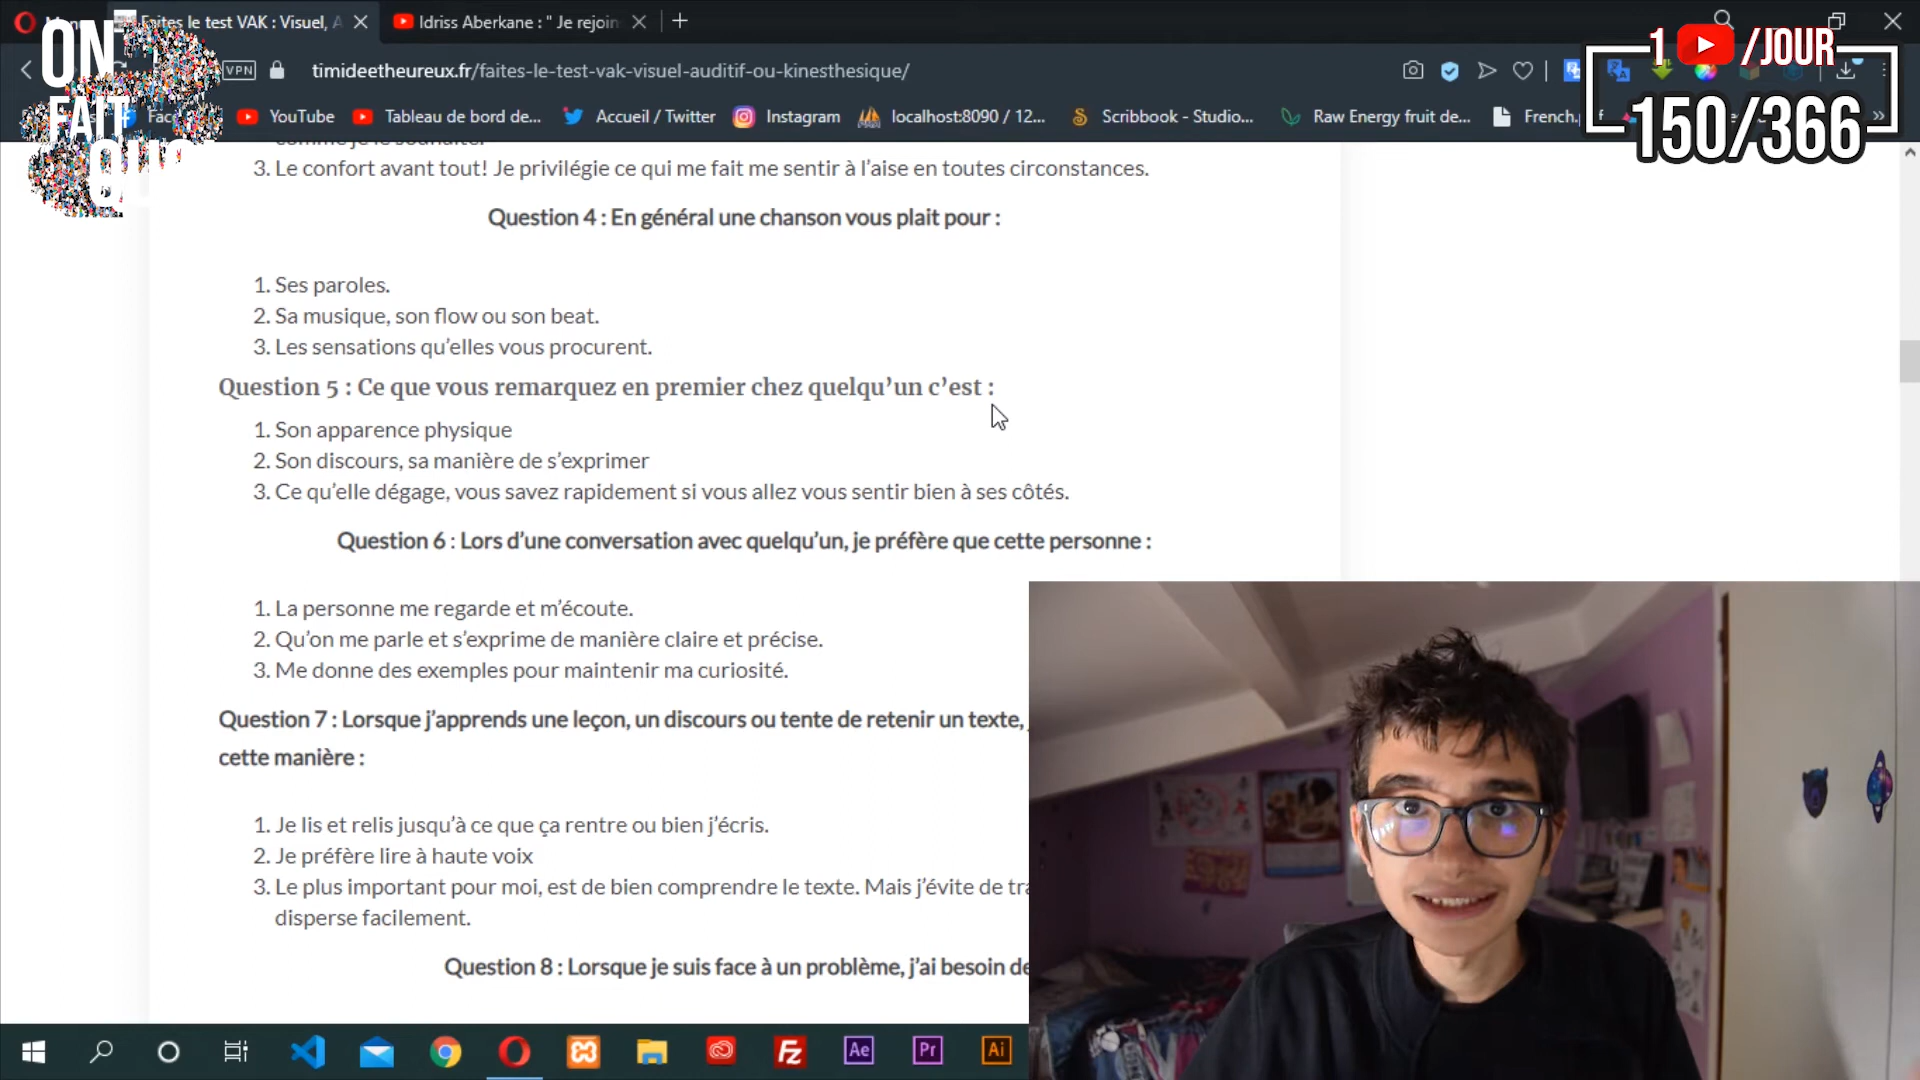 Faites le test VAK : Visuel, A
Idriss Aberkane : " Je rejoin
ON
FAIT
QUOI
1 /JOUR
150/366
VPN
timideetheureux.fr/faites-le-test-vak-visuel-auditif-ou-kinesthesique/
YouTube
Tableau de bord de...
Accueil / Twitter
Instagram
localhost:8090 / 12...
Scribbook - Studio...
Raw Energy fruit de...
French.
comme je le souhaite.
3. Le confort avant tout! Je privilégie ce qui me fait me sentir à l’aise en toutes circonstances.
Question 4 : En général une chanson vous plait pour :
1. Ses paroles.
2. Sa musique, son flow ou son beat.
3. Les sensations qu’elles vous procurent.
Question 5 : Ce que vous remarquez en premier chez quelqu’un c’est :
1. Son apparence physique
2. Son discours, sa manière de s’exprimer
3. Ce qu’elle dégage, vous savez rapidement si vous allez vous sentir bien à ses côtés.
Question 6 : Lors d’une conversation avec quelqu’un, je préfère que cette personne :
1. La personne me regarde et m’écoute.
2. Qu’on me parle et s’exprime de manière claire et précise.
3. Me donne des exemples pour maintenir ma curiosité.
Question 7 : Lorsque j’apprends une leçon, un discours ou tente de retenir un texte,
cette manière :
1. Je lis et relis jusqu’à ce que ça rentre ou bien j’écris.
2. Je préfère lire à haute voix
3. Le plus important pour moi, est de bien comprendre le texte. Mais j’évite de tra
disperse facilement.
Question 8 : Lorsque je suis face à un problème, j’ai besoin de
Fz
Ae
Pr
Ai